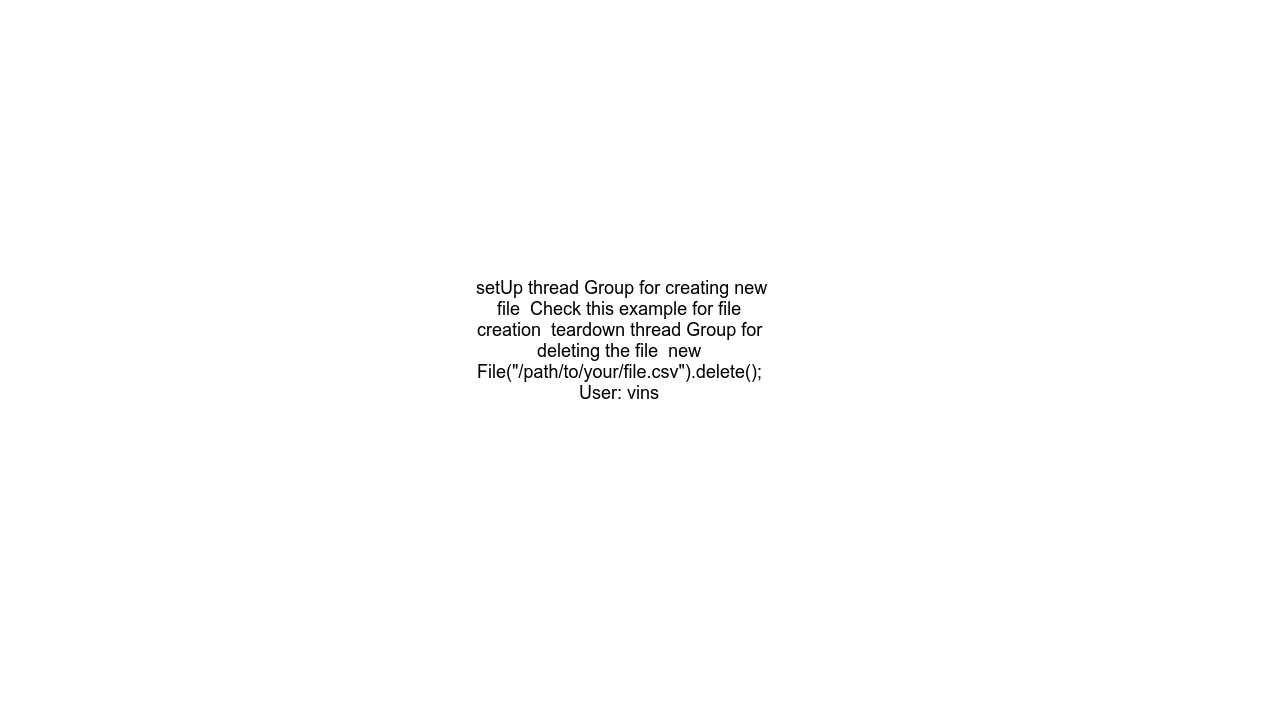 setUp thread Group for creating new
file  Check this example for file
creation  teardown thread Group for
deleting the file  new
File("/path/to/your/file.csv").delete();
User: vins